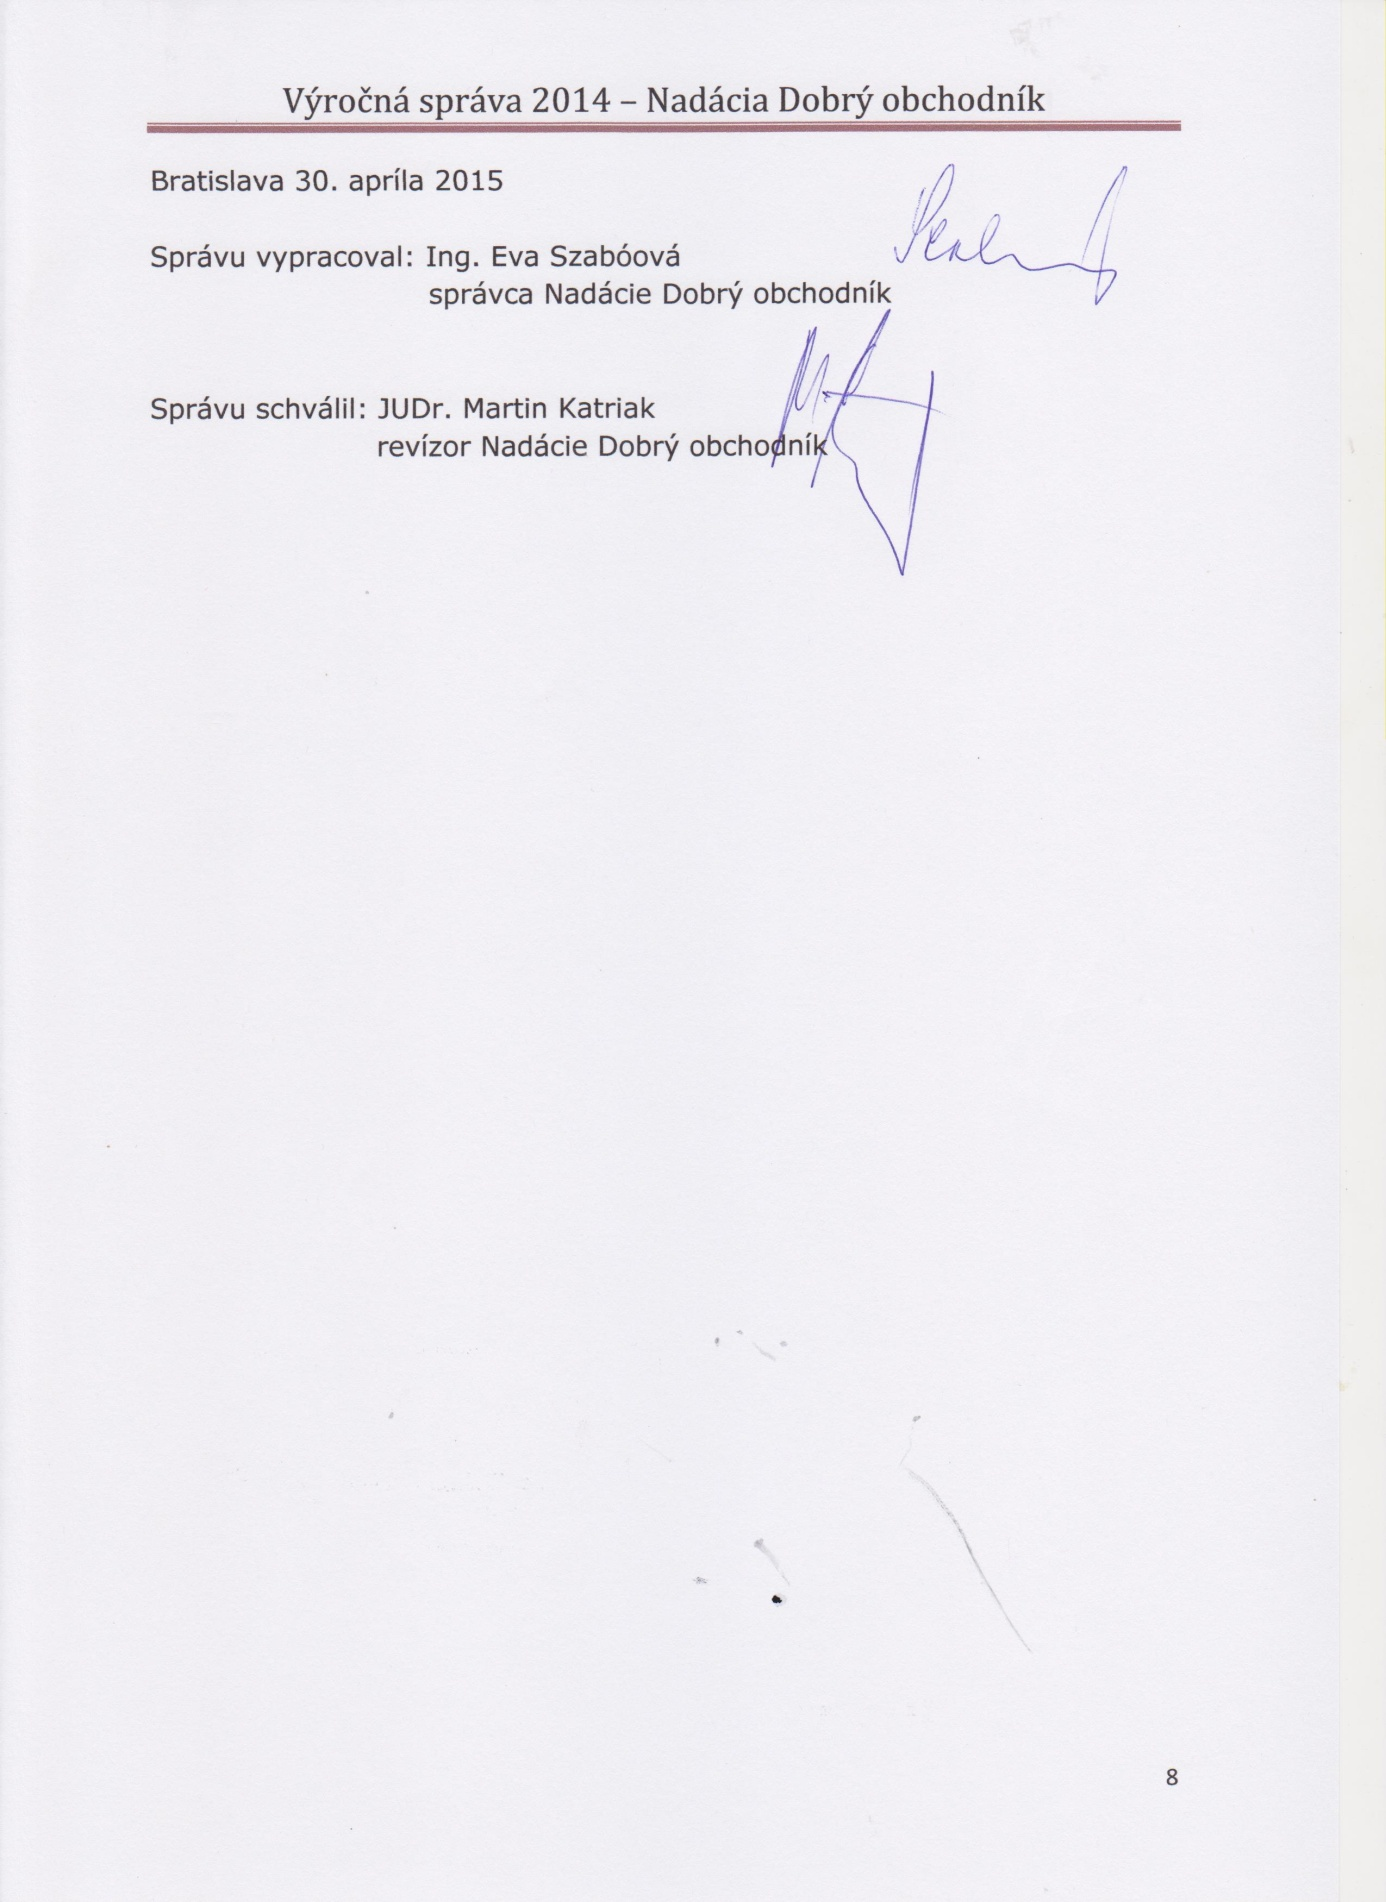 Výročná správa 2014 – Nadácia Dobrý obchodník
Bratislava 30. apríla 2015
Správu vypracoval: Ing. Eva Szabóová
správca Nadácie Dobrý obchodník
Správu schválil: JUDr. Martin Katriak
revízor Nadácie Dobrý obchodník
8